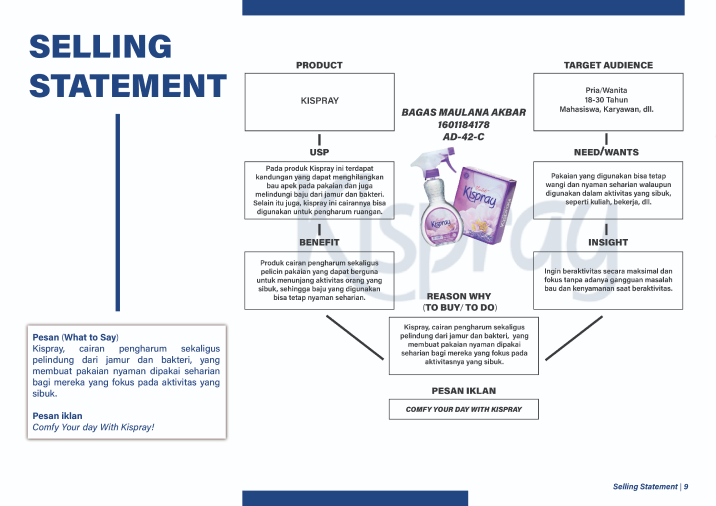 SELLING
STATEMENT
PRODUCT
KISPRAY
USP
Pada produk Kispray ini terdapat
kandungan yang dapat menghilangkan
bau apek pada pakaian dan juga
melindungi baju dari jamur dan bakteri.
Selain itu juga, kispray ini cairannya bisa
digunakan untuk pengharum ruangan.
BENEFIT
Produk cairan pengharum sekaligus
pelicin pakaian yang dapat berguna
untuk menunjang aktivitas orang yang
sibuk, sehingga baju yang digunakan
bisa tetap nyaman seharian.
BAGAS MAULANA AKBAR
1601184178
AD-42-C
Kispray
Kispray
Kispray
TARGET AUDIENCE
Pria/Wanita
18-30 Tahun
Mahasiswa, Karyawan, dll.
NEED/WANTS
Pakaian yang digunakan bisa tetap
wangi dan nyaman seharian walaupun
digunakan dalam aktivitas yang sibuk,
seperti kuliah, bekerja, dll.
INSIGHT
Ingin beraktivitas secara maksimal dan
fokus tanpa adanya gangguan masalah
bau dan kenyamanan saat beraktivitas.
REASON WHY
(TO BUY/ TO DO)
Kispray, cairan pengharum sekaligus
pelindung dari jamur dan bakteri, yang
membuat pakaian nyaman dipakai
seharian bagi mereka yang fokus pada
aktivitasnya yang sibuk.
PESAN IKLAN
COMFY YOUR DAY WITH KISPRAY
Pesan (What to Say)
Kispray, cairan pengharum sekaligus
pelindung dari jamur dan bakteri, yang
membuat pakaian nyaman dipakai seharian
bagi mereka yang fokus pada aktivitas yang
sibuk.
Pesan iklan
Comfy Your day With Kispray!
Selling Statement | 9